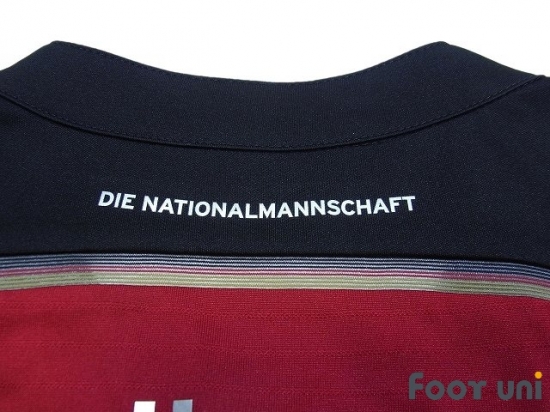 DIE NATIONALMANNSCHAFT
Foot uni